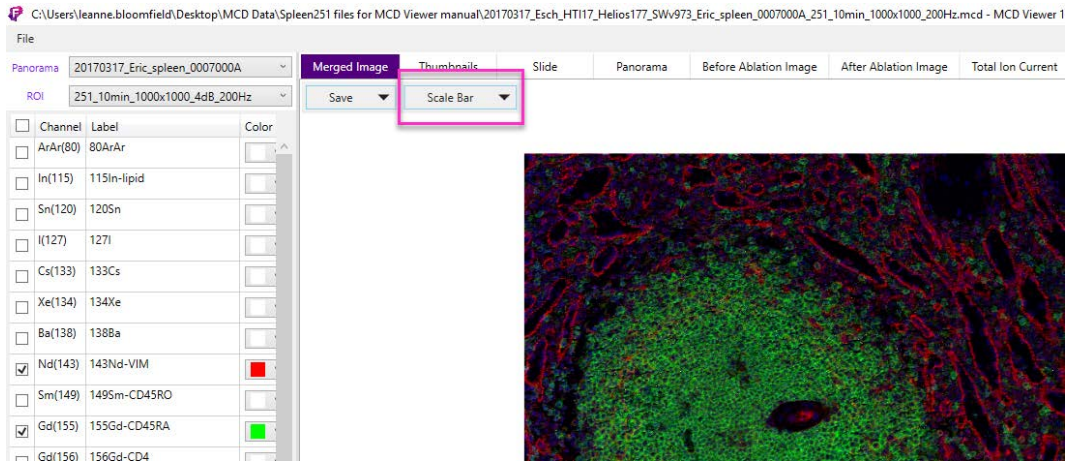 C:\Users\leanne.bloomfield\Desktop\MCD Data\Spleen251 files for MCD Viewer manual\20170317_Esch_HTI17_Helios177_SWv973_Eric_spleen_0007000A_251_10min_1000x1000_200Hz.mcd - MCD Viewer 1
File
Panorama 20170317_Eric_spleen_0007000A
ROI 251_10min_1000x1000_4dB_200Hz
Merged Image Thumbnails Slide Panorama Before Ablation Image After Ablation Image Total Ion Current
Save Scale Bar
Channel Label Color
ArAr(80) 80ArAr
In(115) 115In-lipid
Sn(120) 120Sn
I(127) 127I
Cs(133) 133Cs
Xe(134) 134Xe
Ba(138) 138Ba
Nd(143) 143Nd-VIM
Sm(149) 149Sm-CD45RO
Gd(155) 155Gd-CD45RA
Gd(156) 156Gd-CD4